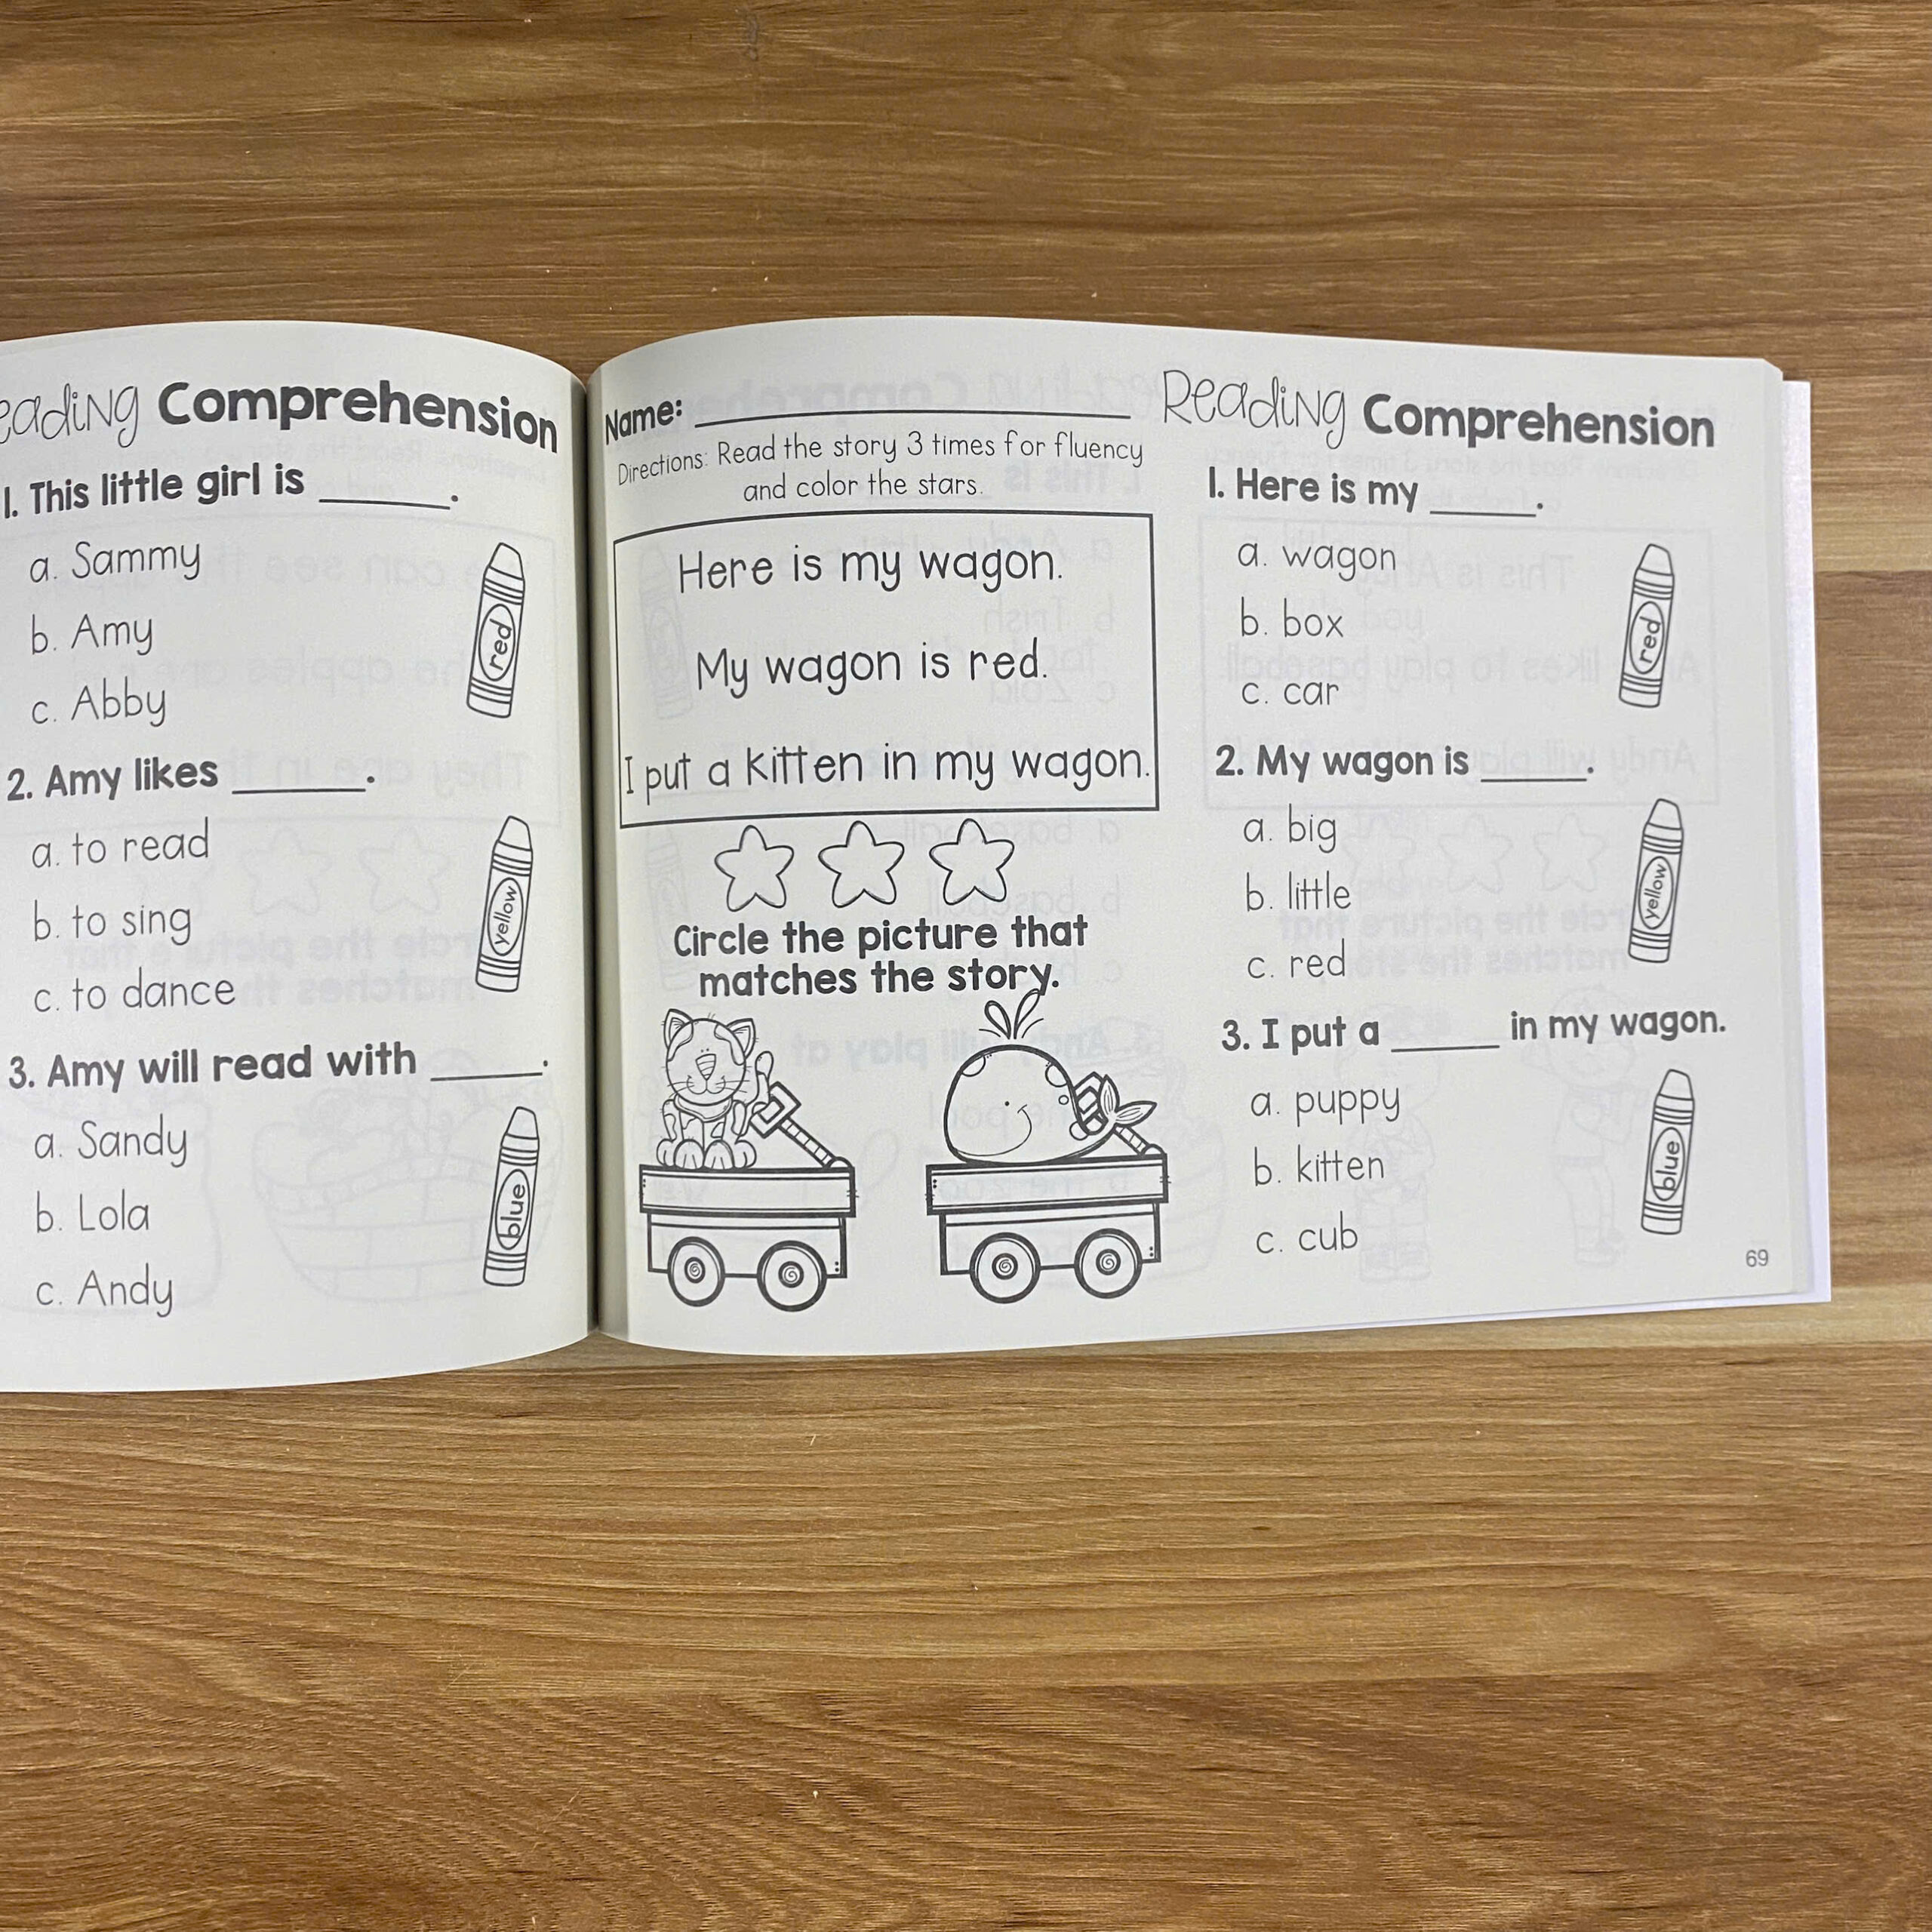 Comprehension
1. This little girl is ______.
a. Sammy
b. Amy
c. Abby
red
2. Amy likes ______.
a. to read
b. to sing
c. to dance
yellow
3. Amy will read with ______.
a. Sandy
b. Lola
c. Andy
blue
Name: ______
Directions: Read the story 3 times for fluency
and color the stars.
Here is my wagon.
My wagon is red.
I put a kitten in my wagon.
Circle the picture that
matches the story.
Reading Comprehension
1. Here is my ______.
a. wagon
b. box
c. car
red
2. My wagon is ______.
a. big
b. little
c. red
yellow
3. I put a ______ in my wagon.
a. puppy
b. kitten
c. cub
blue
69